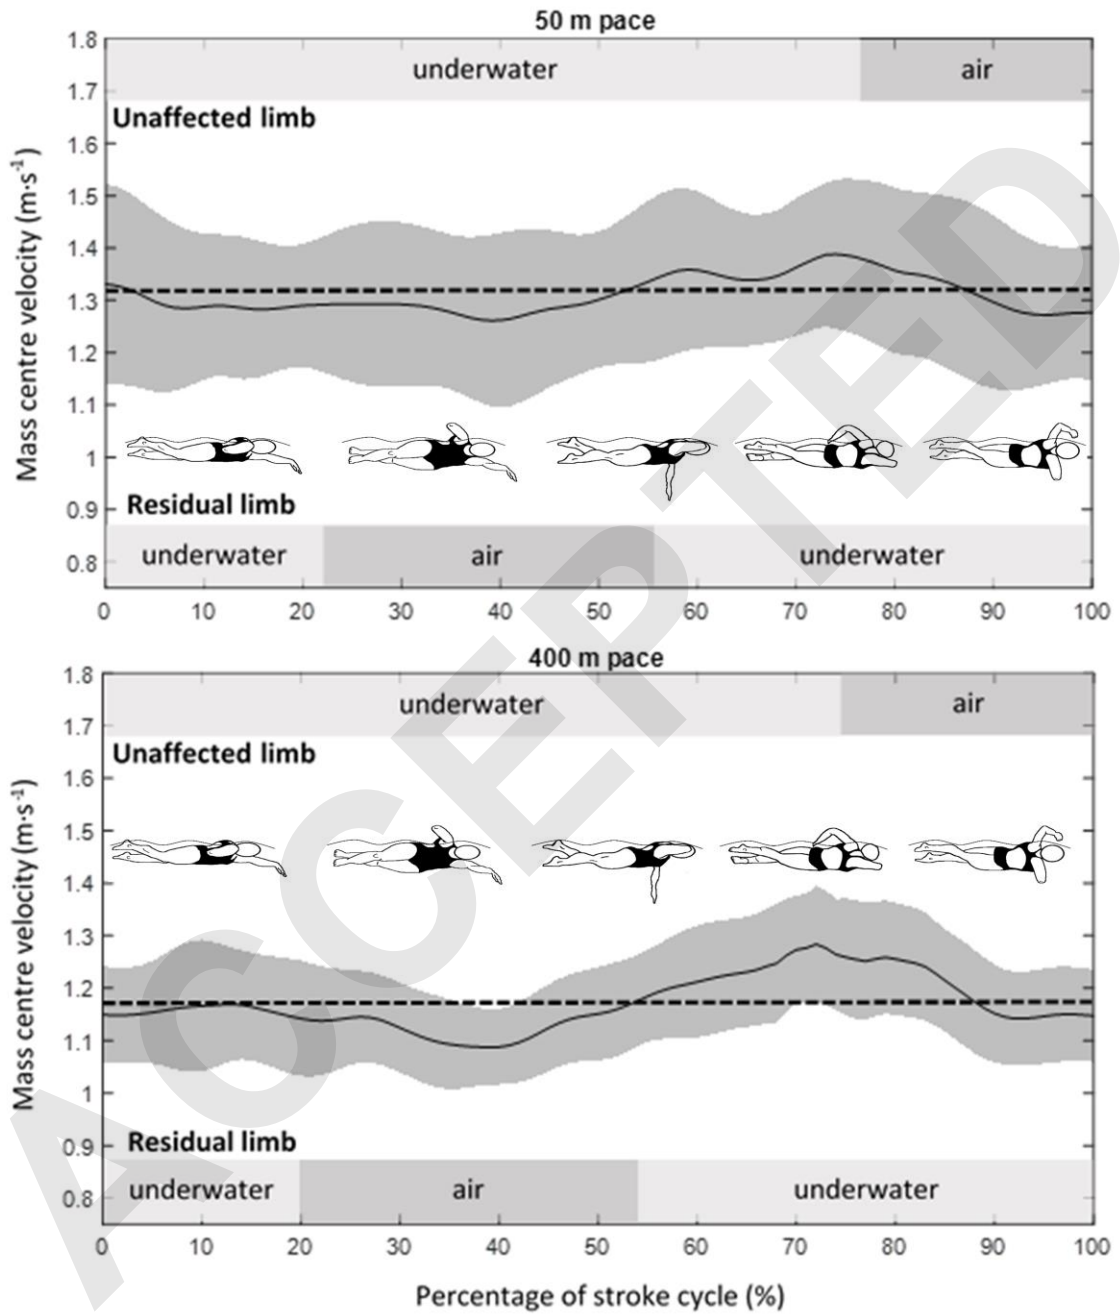 50 m pace
1.8
underwater air
1.7
Unaffected limb
1.6
1.5
1.4
1.3
1.2
1.1
1
Residual limb
0.9
underwater air underwater
0.8
0 10 20 30 40 50 60 70 80 90 100
Mass centre velocity (m·s⁻¹)
400 m pace
1.8
underwater air
1.7
Unaffected limb
1.6
1.5
1.4
1.3
1.2
1.1
1
Residual limb
0.9
underwater air underwater
0.8
0 10 20 30 40 50 60 70 80 90 100
Mass centre velocity (m·s⁻¹)
Percentage of stroke cycle (%)
ACCEPTED